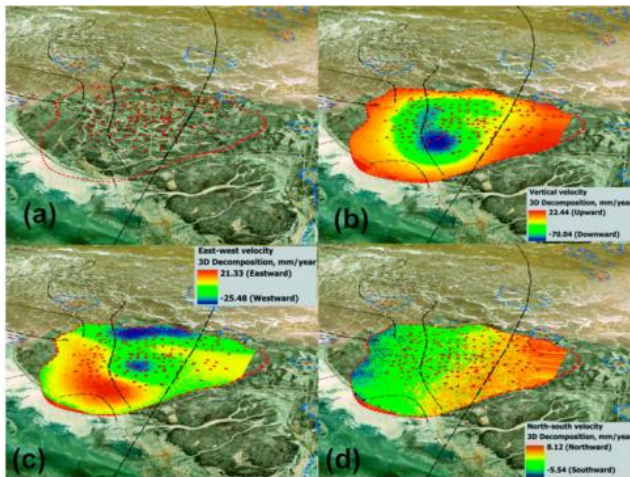 (a)
(b)
Vertical velocity
3D Decomposition, mm/year
22.44 (Upward)
-70.04 (Downward)
East-west velocity
3D Decomposition, mm/year
21.33 (Eastward)
-25.48 (Westward)
(c)
(d)
North-south velocity
3D Decomposition, mm/year
8.12 (Northward)
-5.54 (Southward)